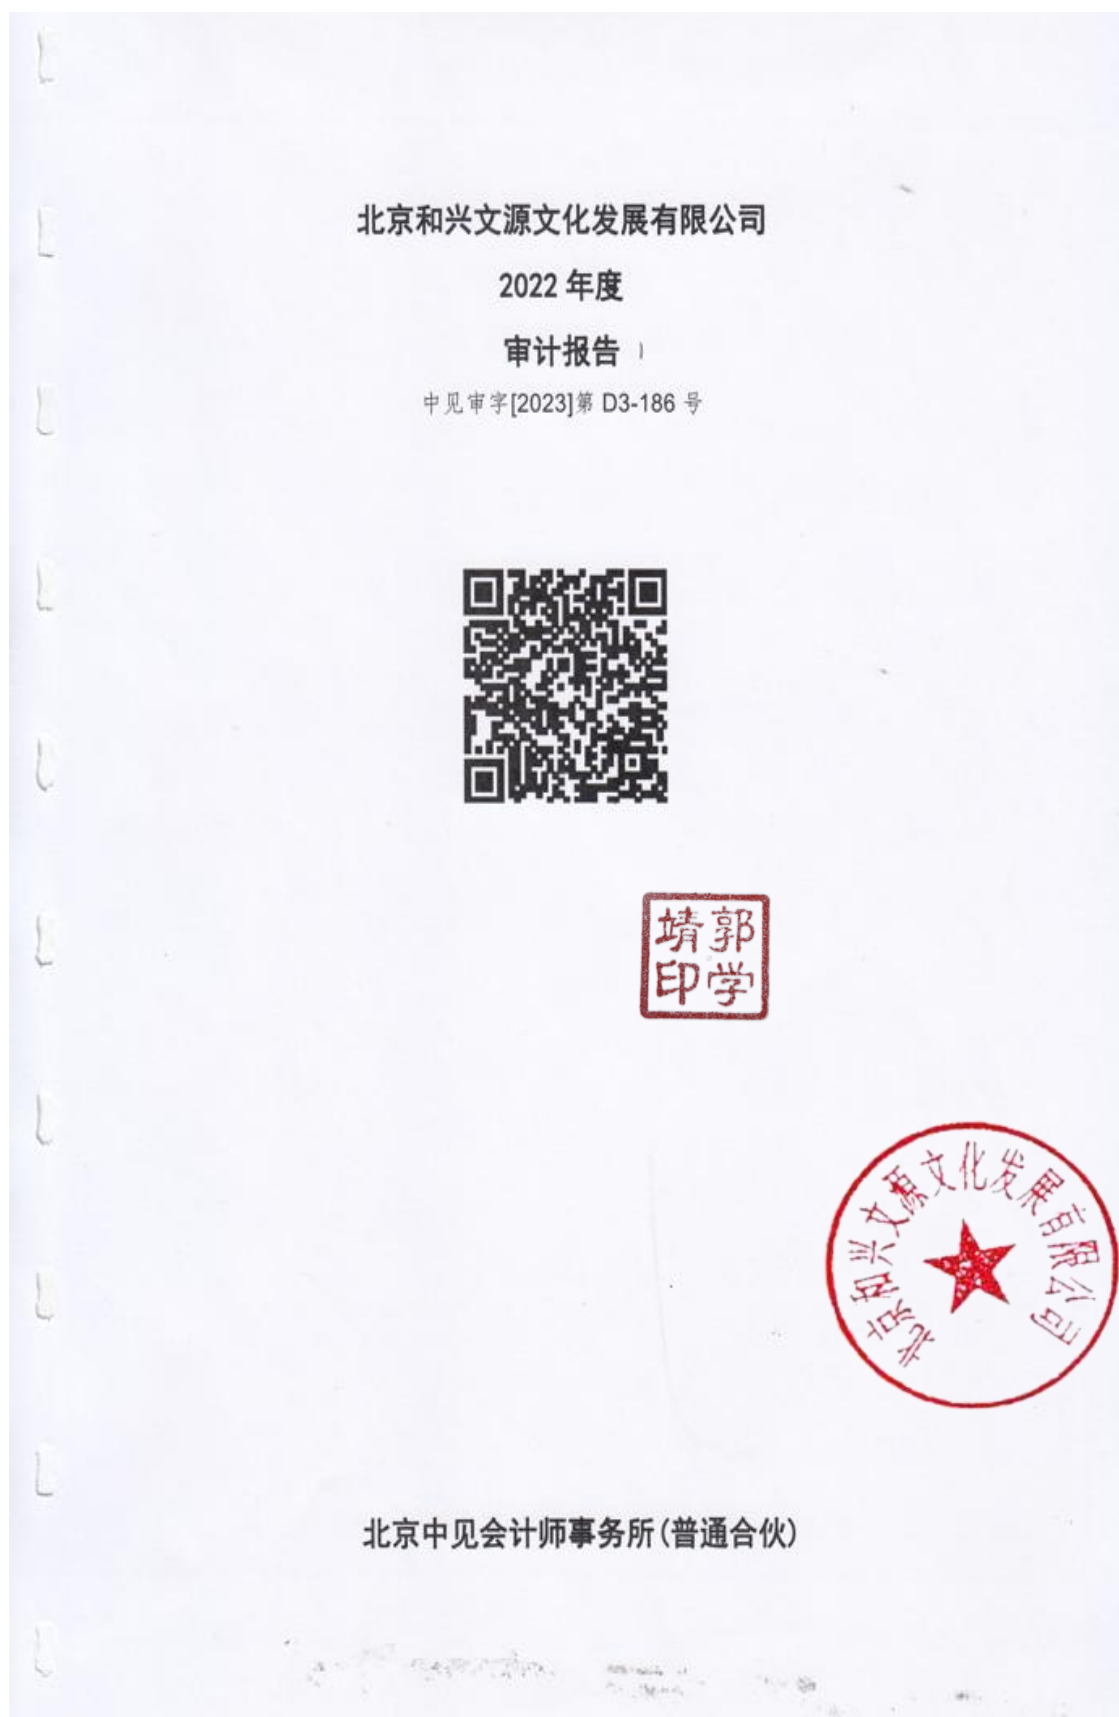 北京和兴文源文化发展有限公司
2022 年度
审计报告
中见审字[2023]第 D3-186 号
郭学
靖印
北京和兴文源文化发展有限公司
北京中见会计师事务所(普通合伙)